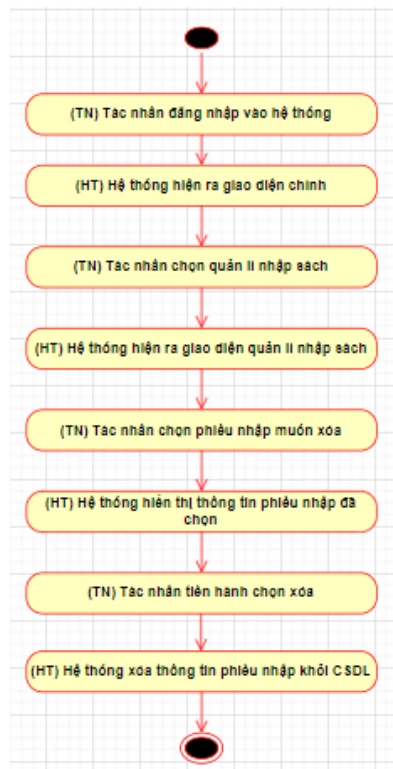 (TN) Tác nhân đăng nhập vào hệ thống
(HT) Hệ thống hiện ra giao diện chính
(TN) Tác nhân chọn quản lí nhập sách
(HT) Hệ thống hiện ra giao diện quản lí nhập sách
(TN) Tác nhân chọn phiếu nhập muốn xóa
(HT) Hệ thống hiển thị thông tin phiếu nhập đã
chọn
(TN) Tác nhân tiến hành chọn xóa
(HT) Hệ thống xóa thông tin phiếu nhập khỏi CSDL